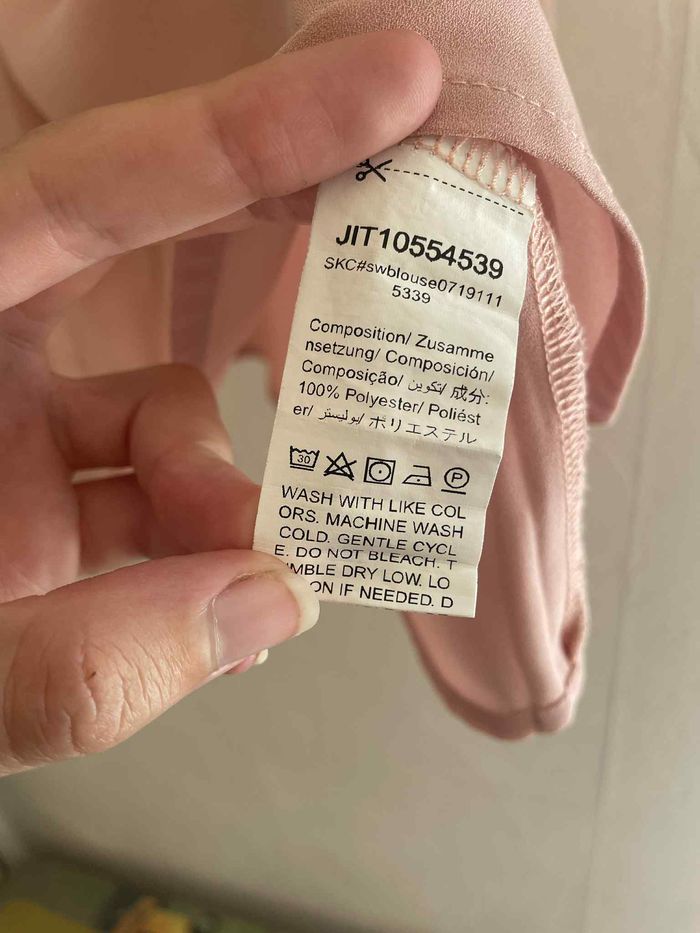 JIT10554539
SKC#swblouse0719111
5339
Composition/ Zusamme
nsetzung/ Composición/
Composição/ تكوين/ 成分:
100% Polyester/ Poliést
er/ بوليستر/ ポリエステル
30 P
WASH WITH LIKE COL
ORS. MACHINE WASH
COLD. GENTLE CYCL
E. DO NOT BLEACH. T
MBLE DRY LOW. LO
ON IF NEEDED. D